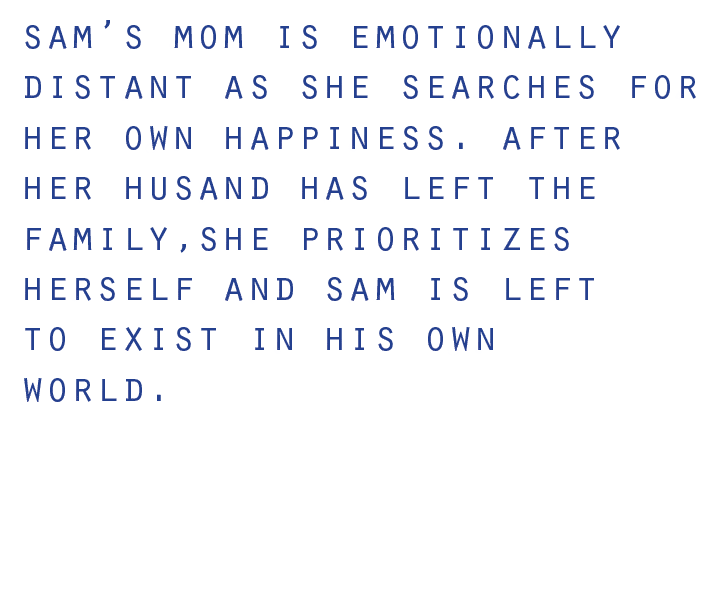 SAM’S MOM IS EMOTIONALLY
DISTANT AS SHE SEARCHES FOR
HER OWN HAPPINESS. AFTER
HER HUSAND HAS LEFT THE
FAMILY,SHE PRIORITIZES
HERSELF AND SAM IS LEFT
TO EXIST IN HIS OWN
WORLD.